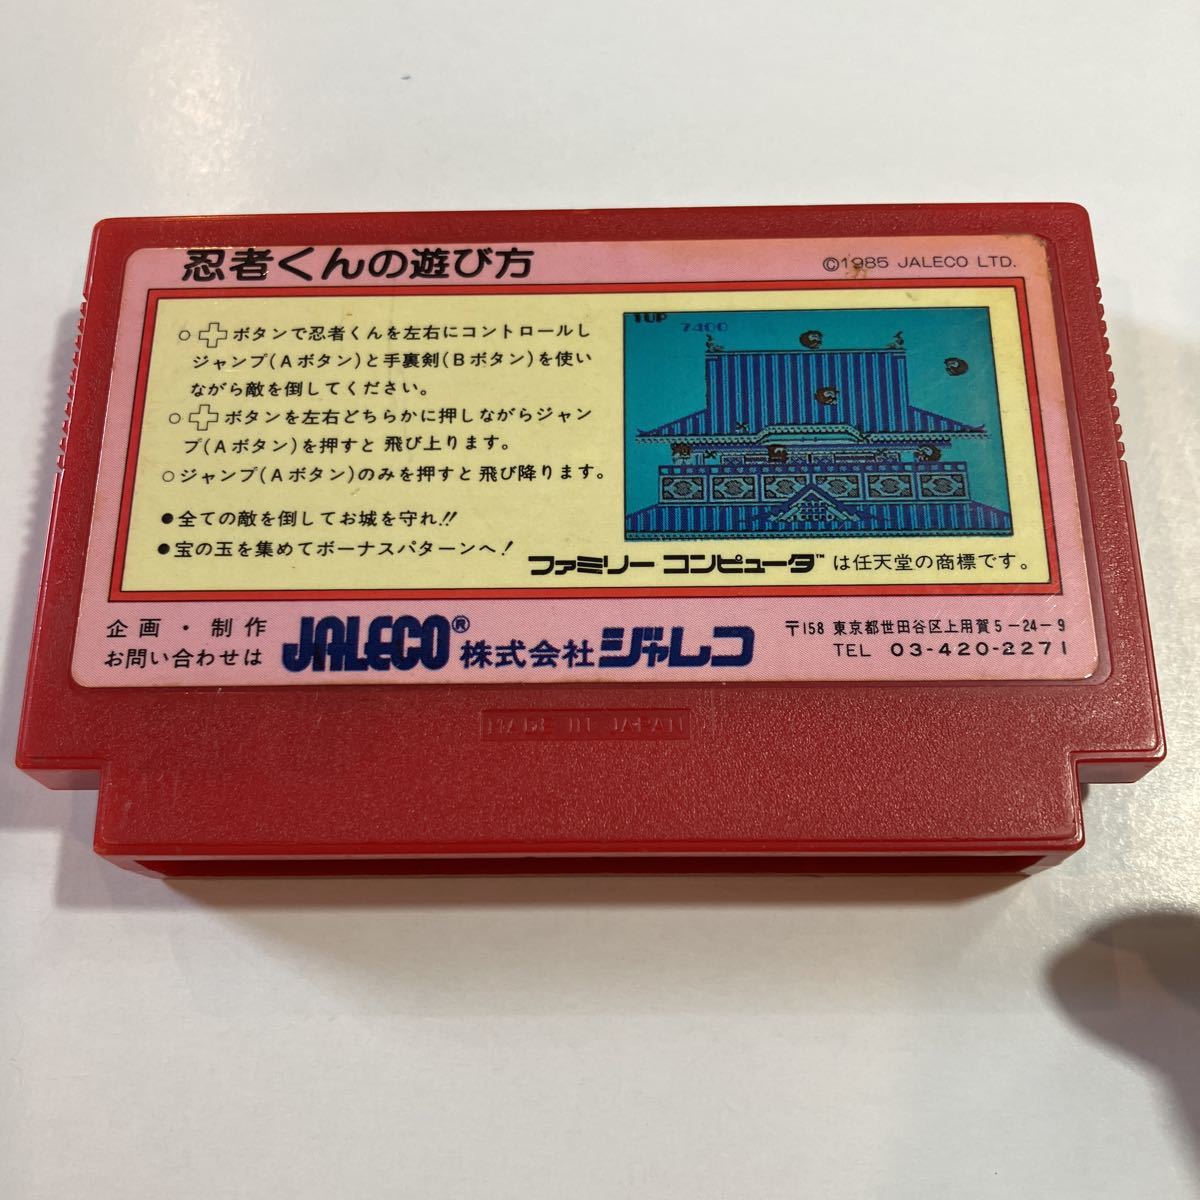 忍者くんの遊び方
©1985 JALECO LTD.
○ボタンで忍者くんを左右にコントロールし
ジャンプ(Aボタン)と手裏剣(Bボタン)を使い
ながら敵を倒してください。
○ボタンを左右どちらかに押しながらジャン
プ(Aボタン)を押すと飛び上ります。
○ジャンプ(Aボタン)のみを押すと飛び降ります。
●全ての敵を倒してお城を守れ!!
●宝の玉を集めてボーナスパターンへ!
1UP
7400
ファミリー コンピュータ™は任天堂の商標です。
企画・制作
お問い合わせは
JALECO® 株式会社ジャレコ
〒158 東京都世田谷区上用賀5-24-9
TEL 03-420-2271
MADE IN JAPAN